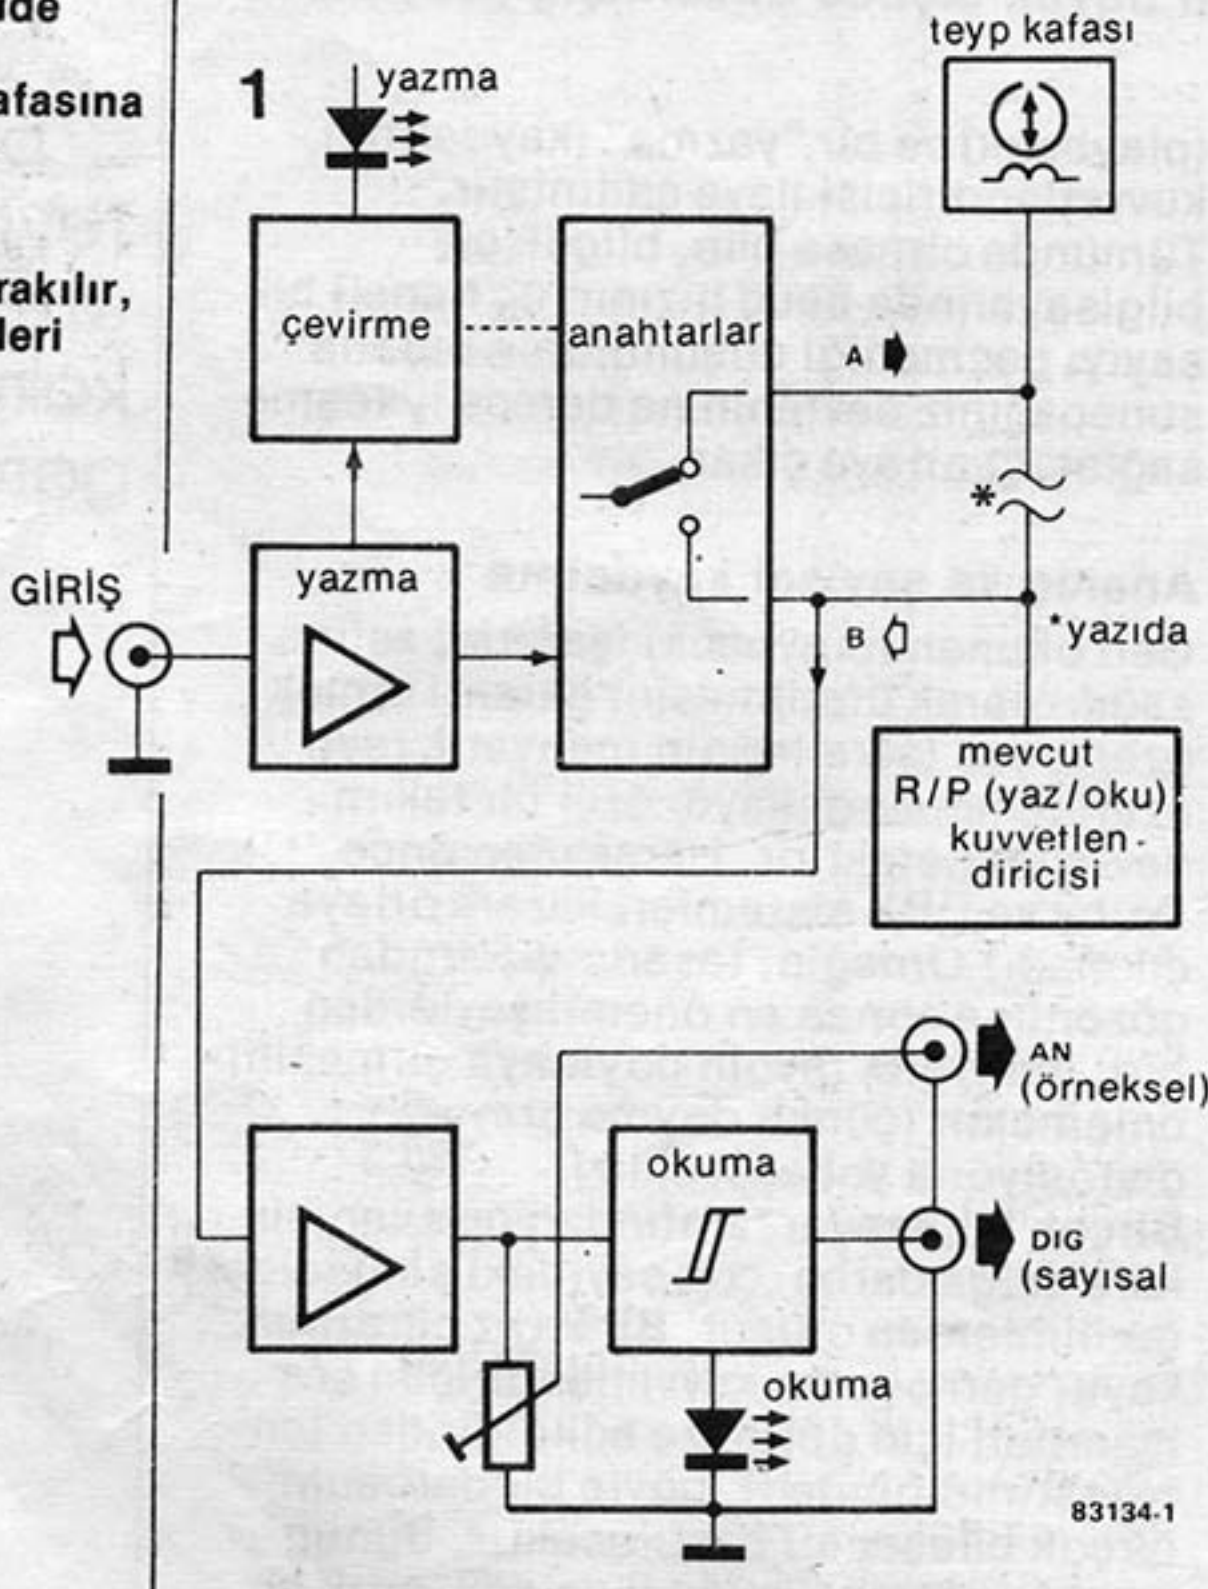 ide
afasına
rakılır,
leri
1
yazma
teyp kafası
çevirme
anahtarlar
A
*
GİRİŞ
yazma
B
*yazıda
mevcut
R/P (yaz/oku)
kuvvetlen-
diricisi
AN
(örneksel)
okuma
DIG
(sayısal
okuma
83134-1